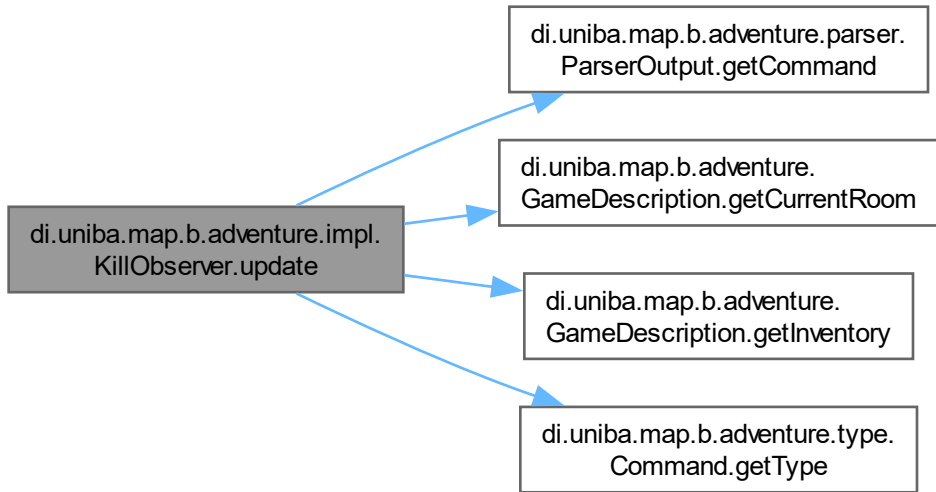 di.uniba.map.b.adventure.impl.
KillObserver.update
di.uniba.map.b.adventure.parser.
ParserOutput.getCommand
di.uniba.map.b.adventure.
GameDescription.getCurrentRoom
di.uniba.map.b.adventure.
GameDescription.getInventory
di.uniba.map.b.adventure.type.
Command.getType